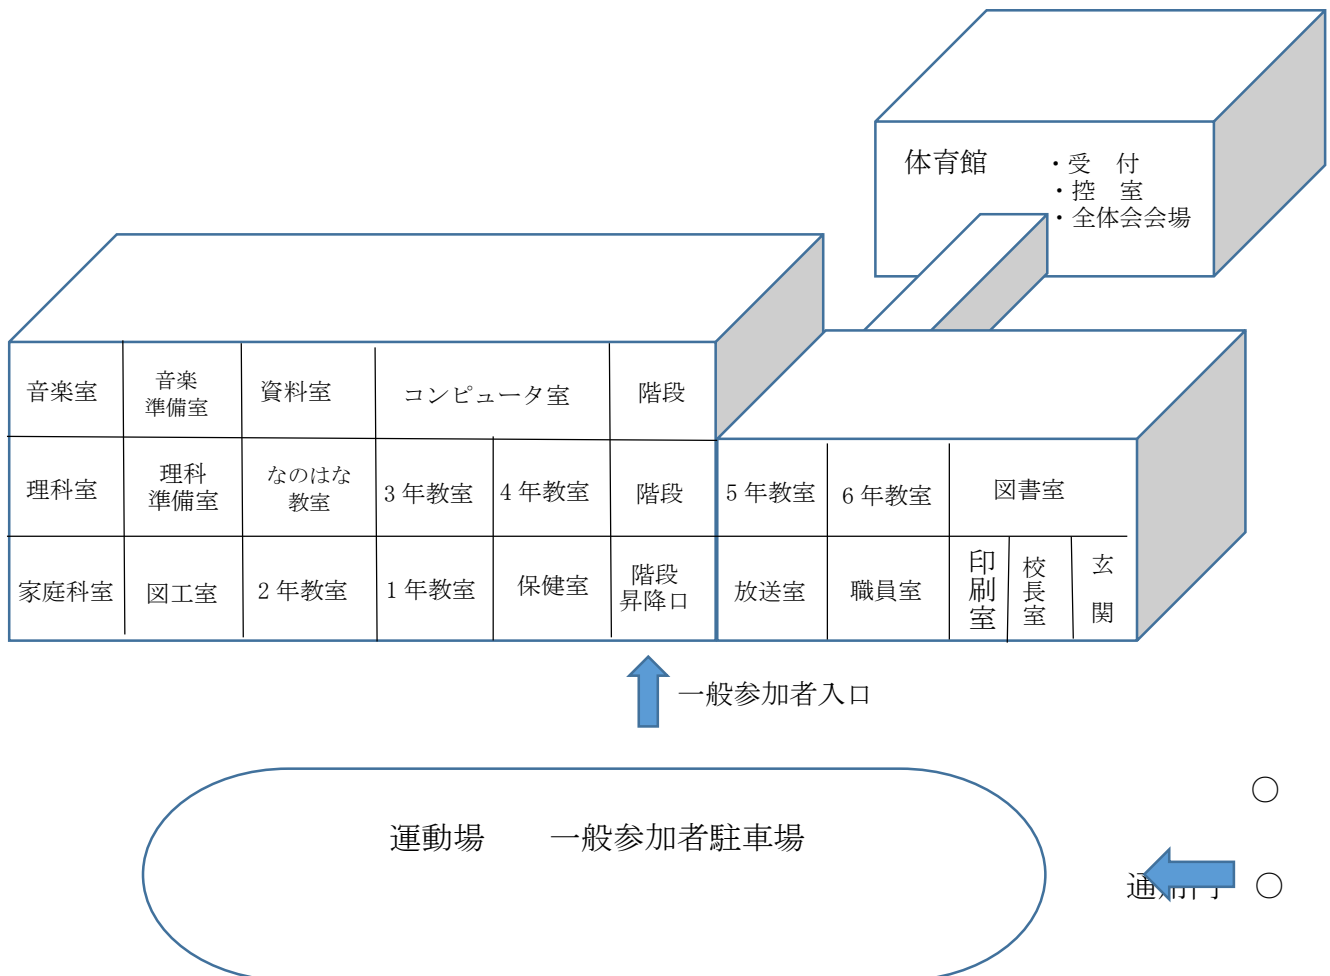 体育館
・受　付
・控　室
・全体会会場
音楽室
音楽
準備室
資料室
コンピュータ室
階段
理科室
理科
準備室
なのはな
教室
３年教室
４年教室
階段
５年教室
６年教室
図書室
家庭科室
図工室
２年教室
１年教室
保健室
階段
昇降口
放送室
職員室
印刷室
校長室
玄関
一般参加者入口
運動場　　一般参加者駐車場
○
通用門　○